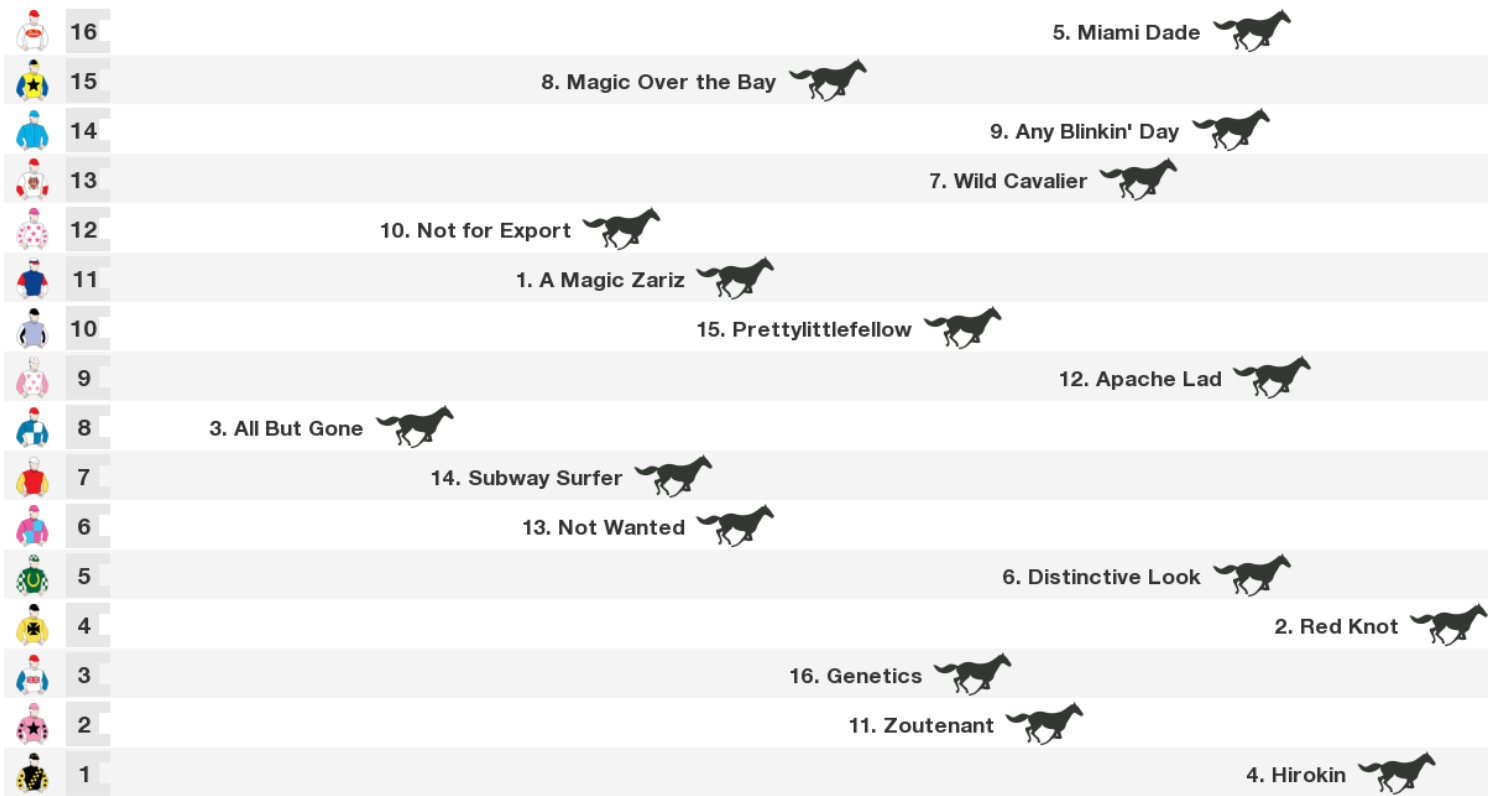 16 5. Miami Dade
15 8. Magic Over the Bay
14 9. Any Blinkin' Day
13 7. Wild Cavalier
12 10. Not for Export
11 1. A Magic Zariz
10 15. Prettylittlefellow
9 12. Apache Lad
8 3. All But Gone
7 14. Subway Surfer
6 13. Not Wanted
5 6. Distinctive Look
4 2. Red Knot
3 16. Genetics
2 11. Zoutenant
1 4. Hirokin